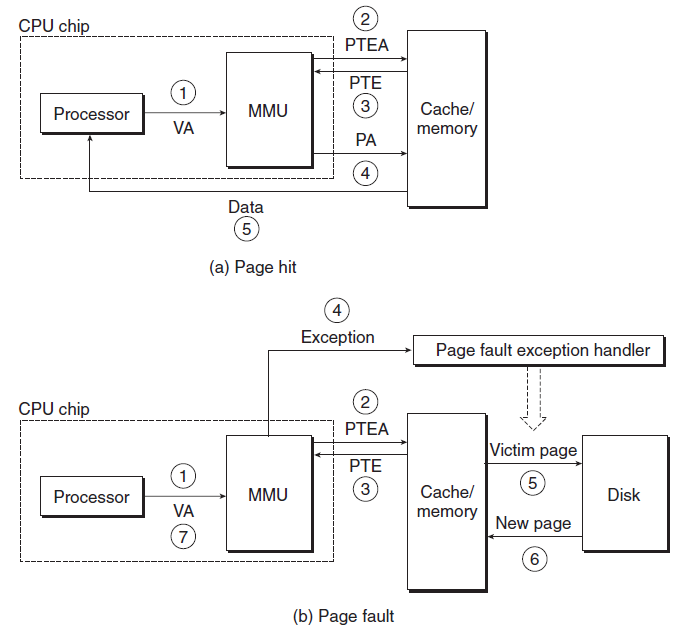 CPU chip
2
PTEA
PTE
3
1
VA
Processor
MMU
Cache/
memory
PA
4
Data
5
(a) Page hit
4
Exception
Page fault exception handler
CPU chip
2
PTEA
PTE
3
1
VA
7
Processor
MMU
Cache/
memory
Victim page
5
New page
6
Disk
(b) Page fault